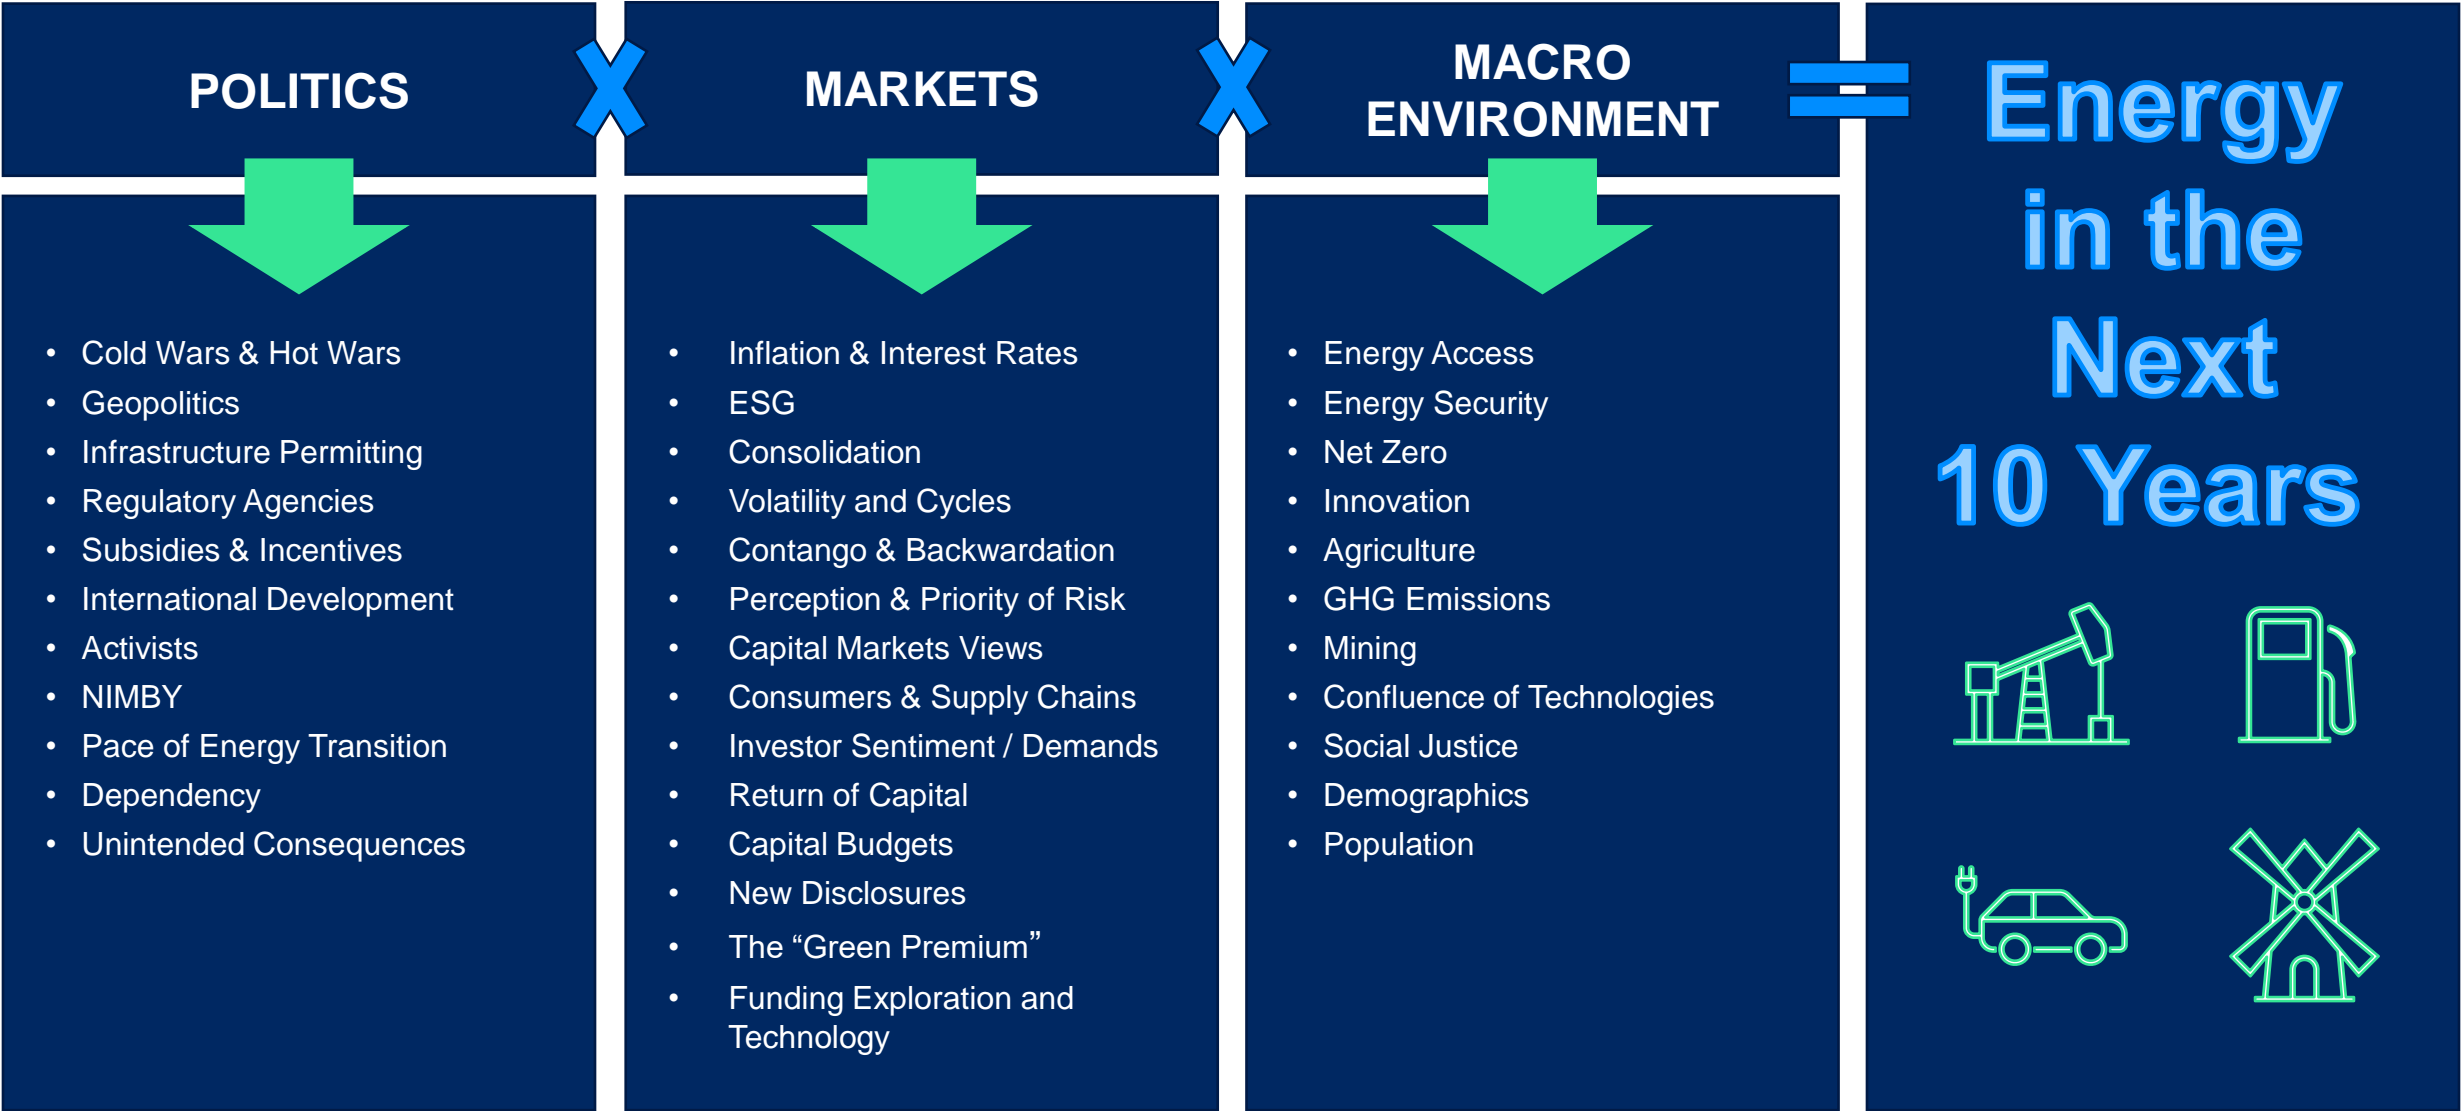 POLITICS
• Cold Wars & Hot Wars
• Geopolitics
• Infrastructure Permitting
• Regulatory Agencies
• Subsidies & Incentives
• International Development
• Activists
• NIMBY
• Pace of Energy Transition
• Dependency
• Unintended Consequences
MARKETS
• Inflation & Interest Rates
• ESG
• Consolidation
• Volatility and Cycles
• Contango & Backwardation
• Perception & Priority of Risk
• Capital Markets Views
• Consumers & Supply Chains
• Investor Sentiment / Demands
• Return of Capital
• Capital Budgets
• New Disclosures
• The “Green Premium”
• Funding Exploration and
Technology
MACRO
ENVIRONMENT
• Energy Access
• Energy Security
• Net Zero
• Innovation
• Agriculture
• GHG Emissions
• Mining
• Confluence of Technologies
• Social Justice
• Demographics
• Population
Energy
in the
Next
10 Years